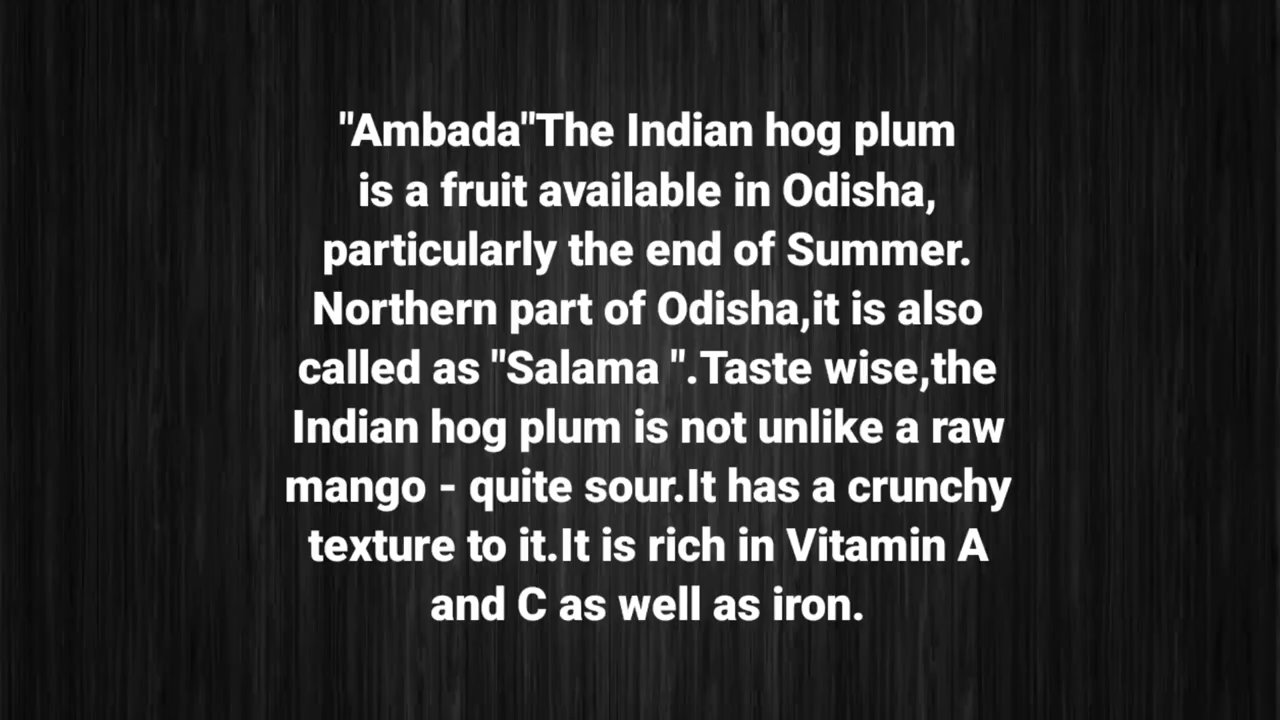 "Ambada"The Indian hog plum
is a fruit available in Odisha,
particularly the end of Summer.
Northern part of Odisha,it is also
called as "Salama ".Taste wise,the
Indian hog plum is not unlike a raw
mango - quite sour.It has a crunchy
texture to it.It is rich in Vitamin A
and C as well as iron.